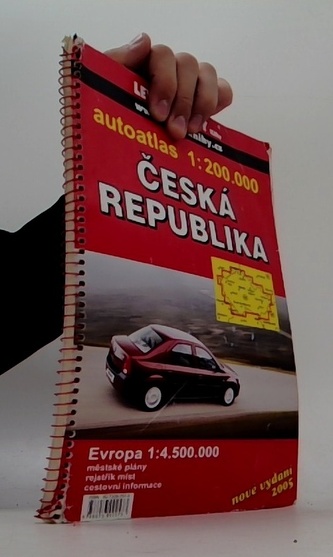 autoatlas 1:200.000
ČESKÁ
REPUBLIKA
Evropa 1:4.500.000
městské plány
rejstřík míst
cestovní informace
nové vydání
2005